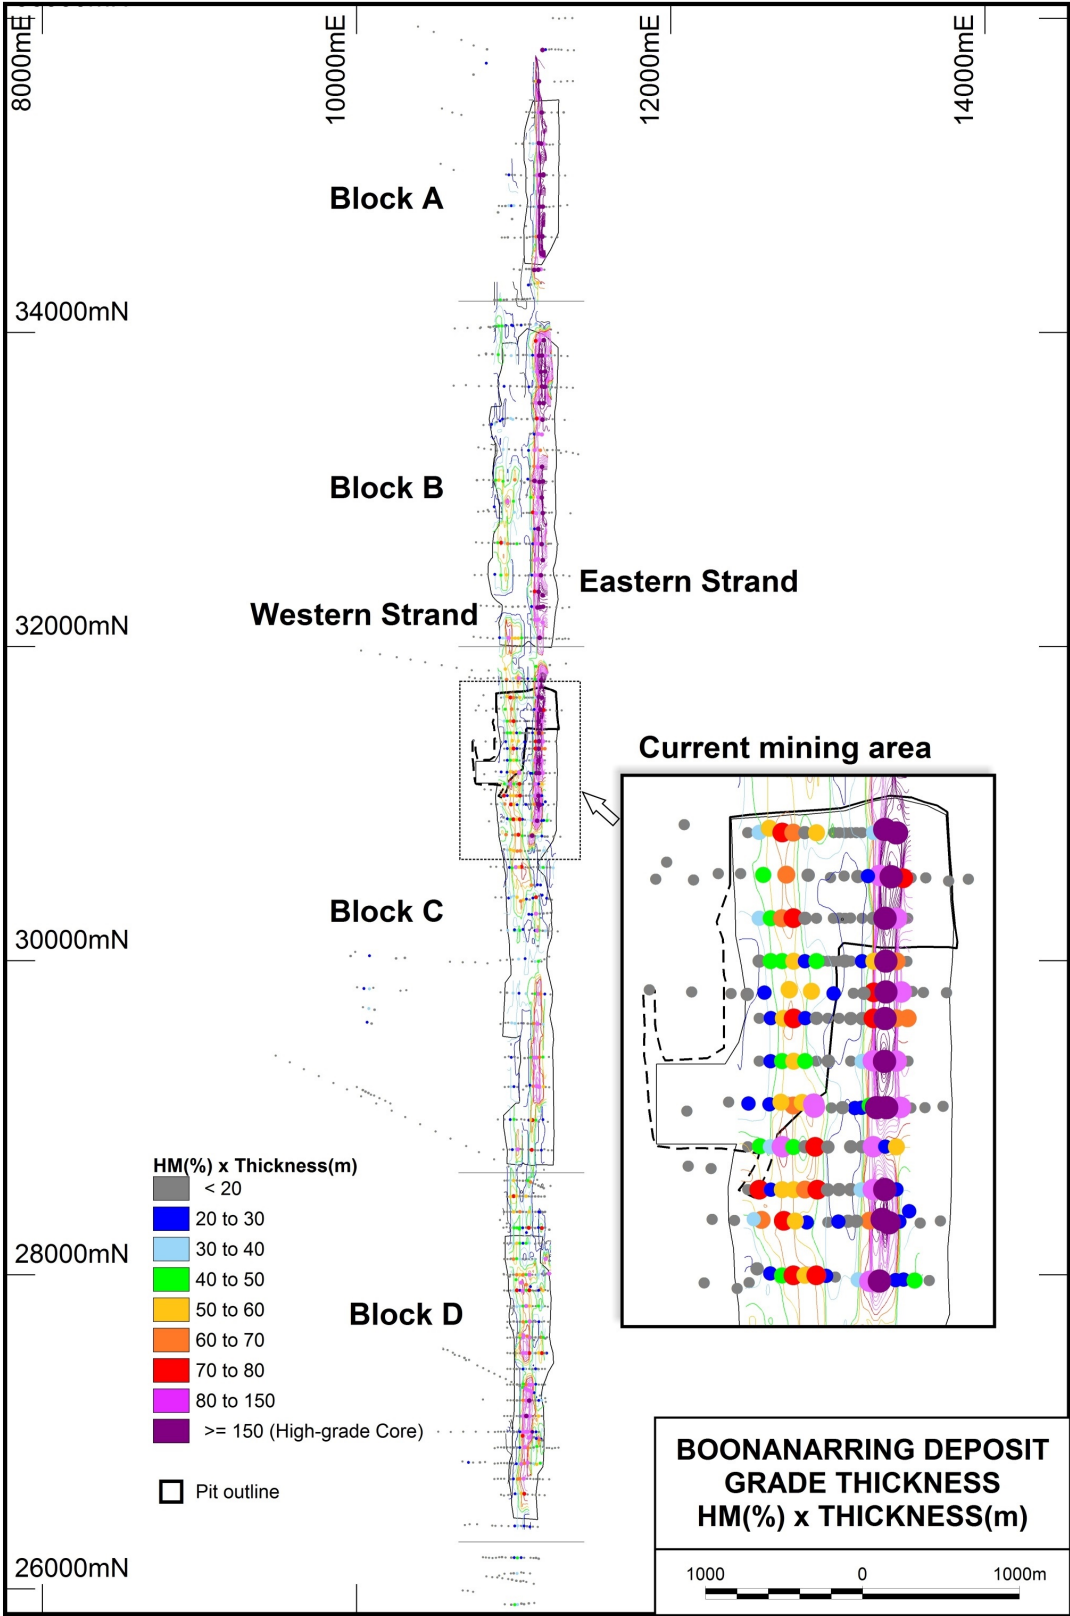 8000mE
10000mE
12000mE
14000mE
Block A
34000mN
Block B
Eastern Strand
Western Strand
32000mN
Current mining area
Block C
30000mN
HM(%) x Thickness(m)
< 20
20 to 30
30 to 40
40 to 50
50 to 60
60 to 70
70 to 80
80 to 150
>= 150 (High-grade Core)
Pit outline
28000mN
Block D
BOONANARRING DEPOSIT
GRADE THICKNESS
HM(%) x THICKNESS(m)
26000mN
1000 0 1000m